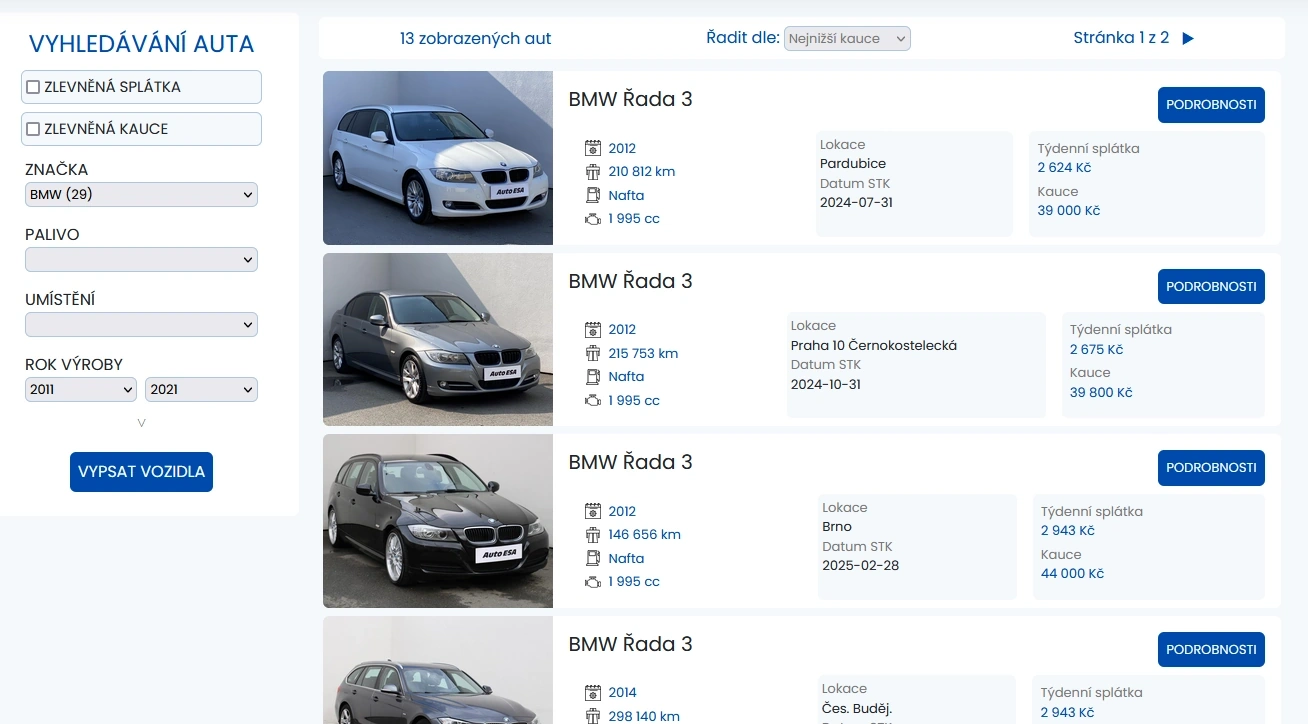 VYHLEDÁVÁNÍ AUTA
ZLEVNĚNÁ SPLÁTKA
ZLEVNĚNÁ KAUCE
ZNAČKA
BMW (29)
PALIVO
UMÍSTĚNÍ
ROK VÝROBY
2011 2021
VYPSAT VOZIDLA
13 zobrazených aut
Řadit dle: Nejnižší kauce
Stránka 1 z 2
BMW Řada 3
PODROBNOSTI
2012
210 812 km
Nafta
1 995 cc
Lokace
Pardubice
Datum STK
2024-07-31
Týdenní splátka
2 624 Kč
Kauce
39 000 Kč
Auto ESA
BMW Řada 3
PODROBNOSTI
2012
215 753 km
Nafta
1 995 cc
Lokace
Praha 10 Černokostelecká
Datum STK
2024-10-31
Týdenní splátka
2 675 Kč
Kauce
39 800 Kč
Auto ESA
BMW Řada 3
PODROBNOSTI
2012
146 656 km
Nafta
1 995 cc
Lokace
Brno
Datum STK
2025-02-28
Týdenní splátka
2 943 Kč
Kauce
44 000 Kč
Auto ESA
BMW Řada 3
PODROBNOSTI
2014
298 140 km
Lokace
Čes. Buděj.
Týdenní splátka
2 943 Kč